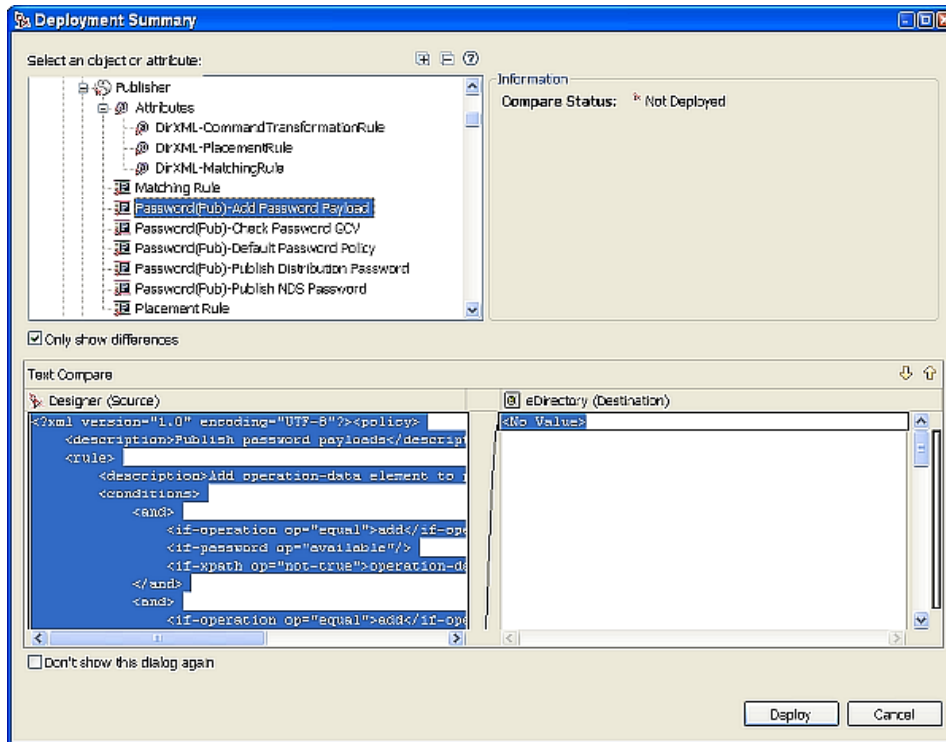 Deployment Summary
Select an object or attribute:
Publisher
Attributes
DirXML-CommandTransformationRule
DirXML-PlacementRule
DirXML-MatchingRule
Matching Rule
Password(Pub)-Add Password Payload
Password(Pub)-Check Password GCV
Password(Pub)-Default Password Policy
Password(Pub)-Publish Distribution Password
Password(Pub)-Publish NDS Password
Placement Rule
Information
Compare Status: Not Deployed
Only show differences
Text Compare
Designer (Source)
<?xml version="1.0" encoding="UTF-8"?><policy>
<description>Publish password payloads</descript
<rule>
<description>Add operation-data element to p
<conditions>
<and>
<if-operation op="equal">add</if-ope
<if-password op="available"/>
<if-xpath op="not-true">operation-da
</and>
<and>
<if-operation op="equal">add</if-ope
eDirectory (Destination)
<No Value>
Don't show this dialog again
Deploy
Cancel